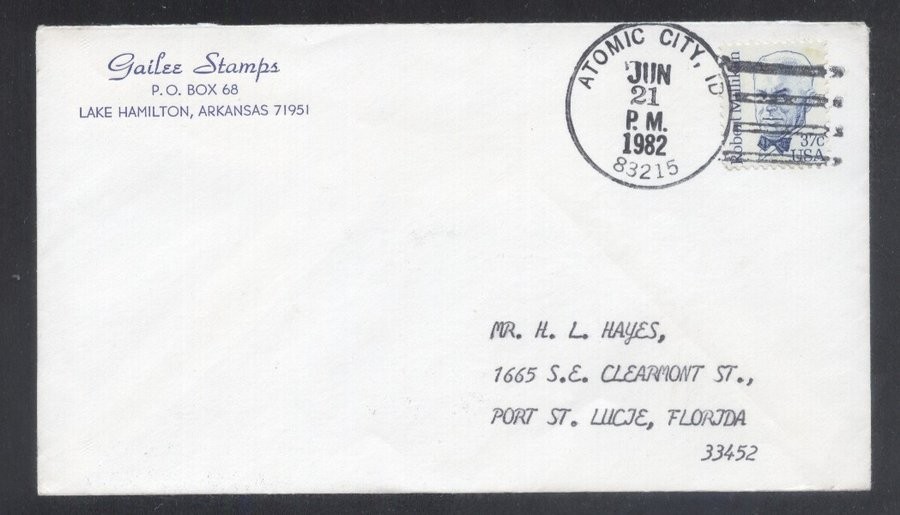 Gailee Stamps
P.O. BOX 68
LAKE HAMILTON, ARKANSAS 71951
ATOMIC CITY, ID
JUN
21
P.M.
1982
83215
Robert Millikan
37c
USA
MR. H. L. HAYES,
1665 S.E. CLEARMONT ST.,
PORT ST. LUCIE, FLORIDA
33452